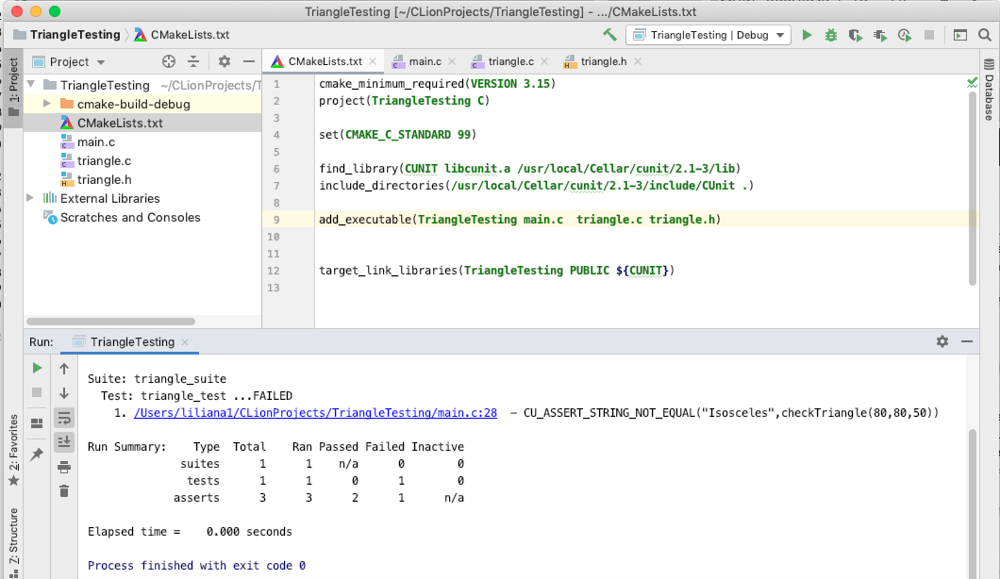 TriangleTesting [~/CLionProjects/TriangleTesting] - .../CMakeLists.txt
TriangleTesting
CMakeLists.txt
TriangleTesting | Debug
Project
CMakeLists.txt
main.c
triangle.c
triangle.h
1: Project
Database
TriangleTesting ~/CLionProjects/T
cmake-build-debug
CMakeLists.txt
main.c
triangle.c
triangle.h
External Libraries
Scratches and Consoles
1 cmake_minimum_required(VERSION 3.15)
2 project(TriangleTesting C)
3
4 set(CMAKE_C_STANDARD 99)
5
6 find_library(CUNIT libcunit.a /usr/local/Cellar/cunit/2.1-3/lib)
7 include_directories(/usr/local/Cellar/cunit/2.1-3/include/CUnit .)
8
9 add_executable(TriangleTesting main.c  triangle.c triangle.h)
10
11
12 target_link_libraries(TriangleTesting PUBLIC ${CUNIT})
13
Run: TriangleTesting
2: Favorites
Z: Structure
Suite: triangle_suite
Test: triangle_test ...FAILED
1. /Users/liliana1/CLionProjects/TriangleTesting/main.c:28  - CU_ASSERT_STRING_NOT_EQUAL("Isosceles",checkTriangle(80,80,50))
Run Summary: Type Total Ran Passed Failed Inactive
suites 1 1 n/a 0 0
tests 1 1 0 1 0
asserts 3 3 2 1 n/a
Elapsed time = 0.000 seconds
Process finished with exit code 0